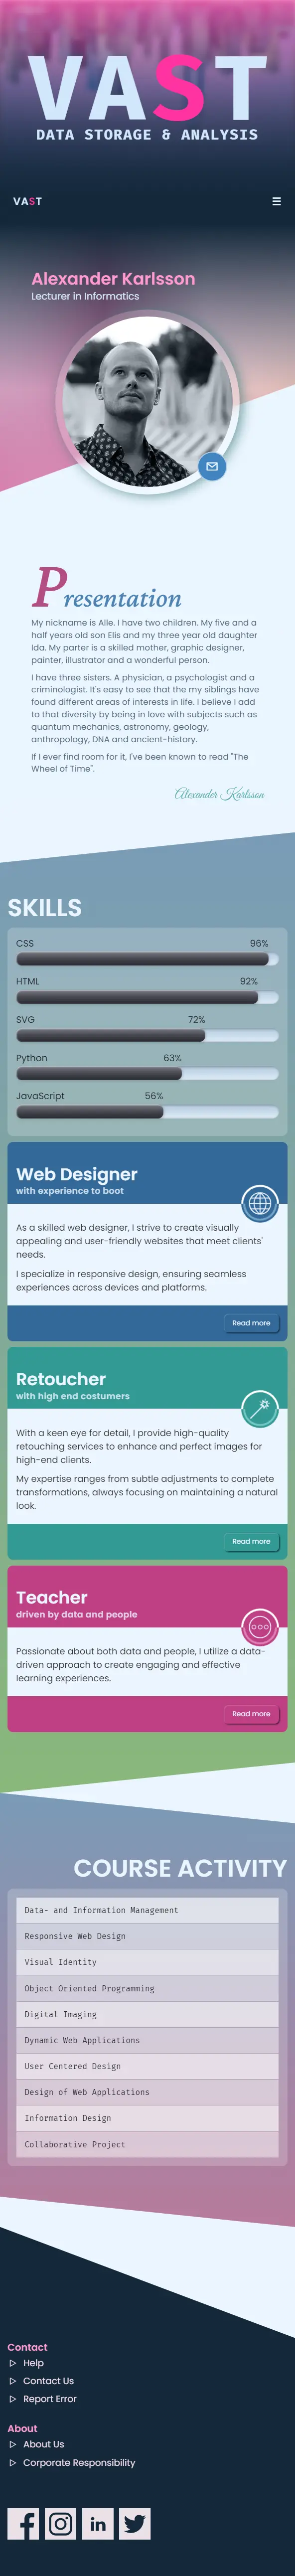 VAST
DATA STORAGE & ANALYSIS
VAST
Alexander Karlsson
Lecturer in Informatics
Presentation
My nickname is Alle. I have two children. My five and a
half years old son Elis and my three year old daughter
Ida. My parter is a skilled mother, graphic designer,
painter, illustrator and a wonderful person.
I have three sisters. A physician, a psychologist and a
criminologist. It's easy to see that the my siblings have
found different areas of interests in life. I believe I add
to that diversity by being in love with subjects such as
quantum mechanics, astronomy, geology,
anthropology, DNA and ancient-history.
If I ever find room for it, I've been known to read "The
Wheel of Time".
Alexander Karlsson
SKILLS
CSS 96%
HTML 92%
SVG 72%
Python 63%
JavaScript 56%
Web Designer
with experience to boot
As a skilled web designer, I strive to create visually
appealing and user-friendly websites that meet clients'
needs.
I specialize in responsive design, ensuring seamless
experiences across devices and platforms.
Read more
Retoucher
with high end costumers
With a keen eye for detail, I provide high-quality
retouching services to enhance and perfect images for
high-end clients.
My expertise ranges from subtle adjustments to complete
transformations, always focusing on maintaining a natural
look.
Read more
Teacher
driven by data and people
Passionate about both data and people, I utilize a data-
driven approach to create engaging and effective
learning experiences.
Read more
COURSE ACTIVITY
Data- and Information Management
Responsive Web Design
Visual Identity
Object Oriented Programming
Digital Imaging
Dynamic Web Applications
User Centered Design
Design of Web Applications
Information Design
Collaborative Project
Contact
Help
Contact Us
Report Error
About
About Us
Corporate Responsibility